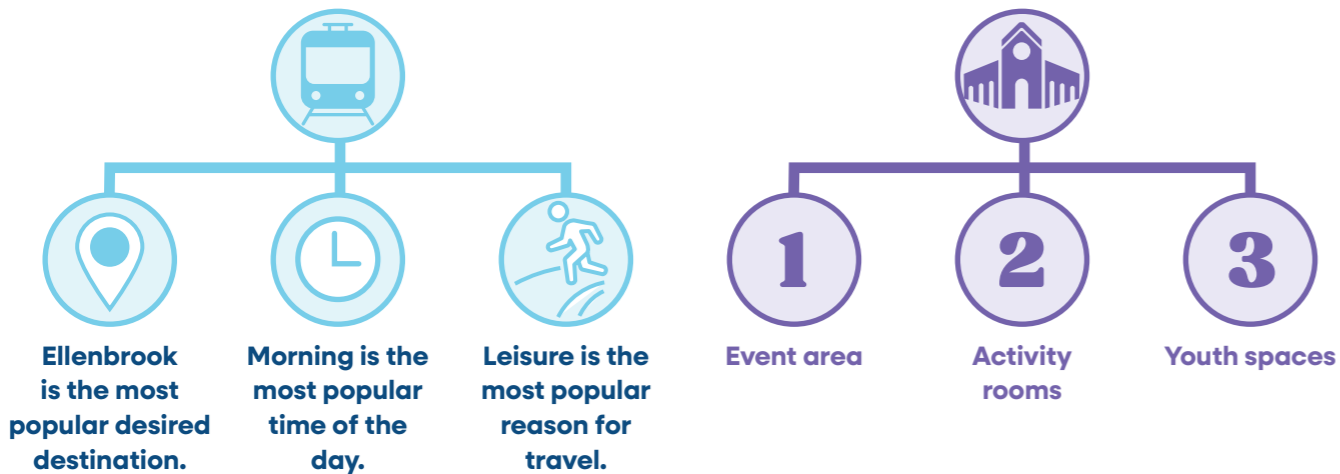 Ellenbrook
is the most
popular desired
destination.
Morning is the
most popular
time of the
day.
Leisure is the
most popular
reason for
travel.
1
Event area
2
Activity
rooms
3
Youth spaces